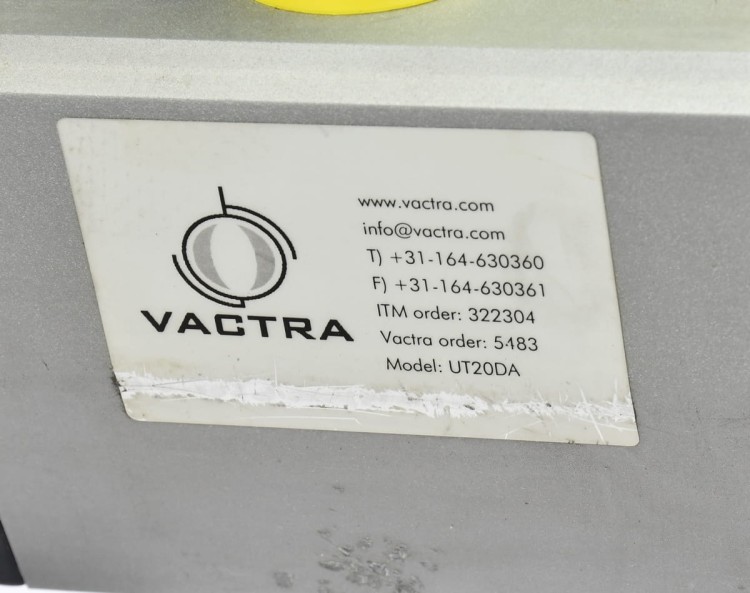 VACTRA
www.vactra.com
info@vactra.com
T) +31-164-630360
F) +31-164-630361
ITM order: 322304
Vactra order: 5483
Model: UT20DA